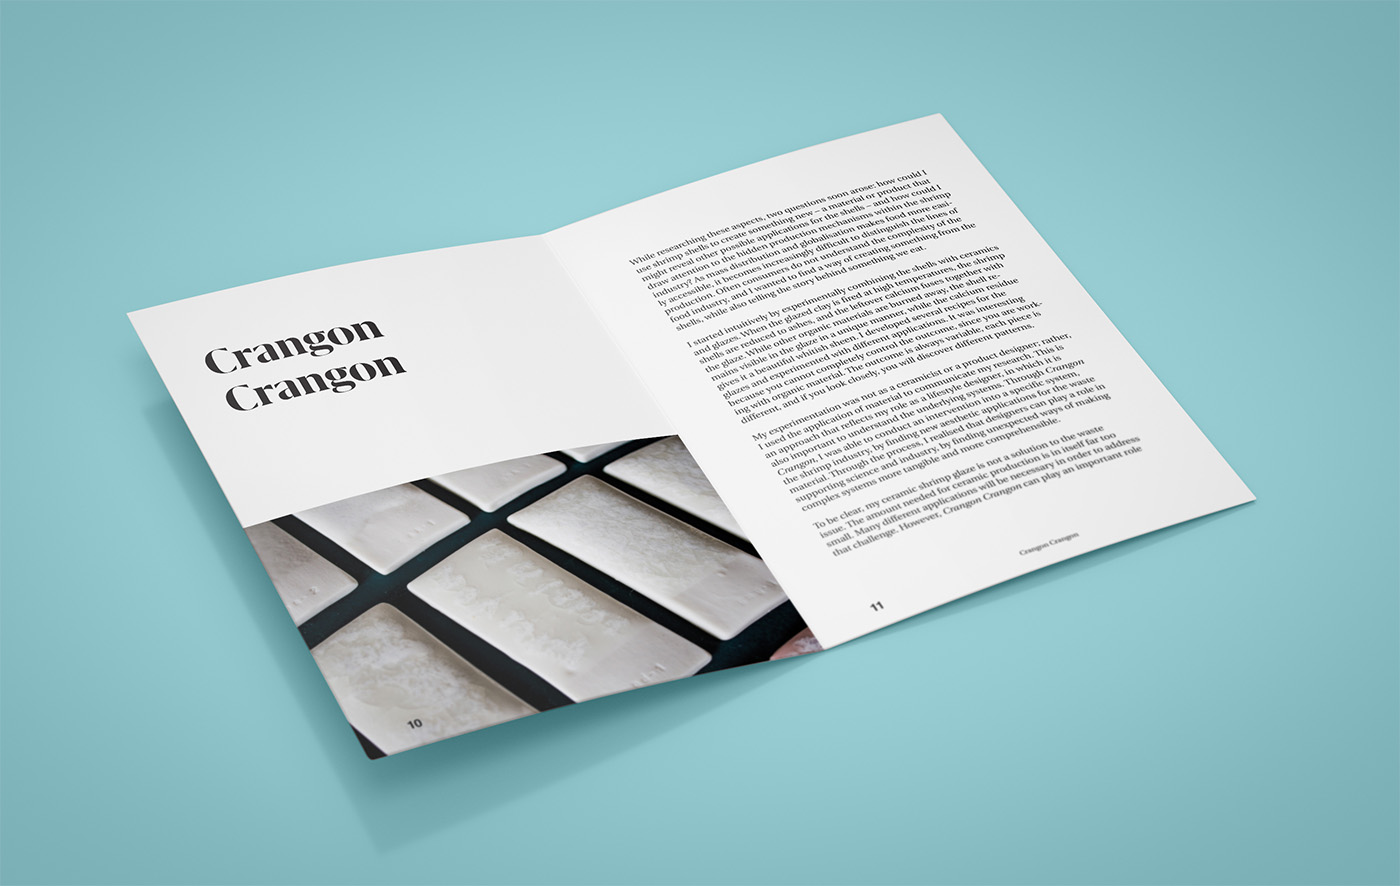 Crangon
Crangon
10
While researching these aspects, two questions soon arose: how could I
use shrimp shells to create something new – a material or product that
might reveal other possible applications for the shells – and how could I
draw attention to the hidden production mechanisms within the shrimp
industry? As mass distribution and globalisation makes food more easi-
ly accessible, it becomes increasingly difficult to distinguish the lines of
production. Often consumers do not understand the complexity of the
food industry, and I wanted to find a way of creating something from the
shells, while also telling the story behind something we eat.
I started intuitively by experimentally combining the shells with ceramics
and glazes. When the glazed clay is fired at high temperatures, the shrimp
shells are reduced to ashes, and the leftover calcium fuses together with
the glaze. While other organic materials are burned away, the shell re-
mains visible in the glaze in a unique manner, while the calcium residue
gives it a beautiful whitish sheen. I developed several recipes for the
glazes and experimented with different applications. It was interesting
because you cannot completely control the outcome, since you are work-
ing with organic material. The outcome is always variable, each piece is
different, and if you look closely, you will discover different patterns.
My experimentation was not as a ceramicist or a product designer; rather,
I used the application of material to communicate my research. This is
an approach that reflects my role as a lifestyle designer, in which it is
also important to understand the underlying systems. Through Crangon
Crangon, I was able to conduct an intervention into a specific system,
the shrimp industry, by finding new aesthetic applications for the waste
material. Through the process, I realised that designers can play a role in
supporting science and industry, by finding unexpected ways of making
complex systems more tangible and more comprehensible.
To be clear, my ceramic shrimp glaze is not a solution to the waste
issue. The amount needed for ceramic production is in itself far too
small. Many different applications will be necessary in order to address
that challenge. However, Crangon Crangon can play an important role
Crangon Crangon
11